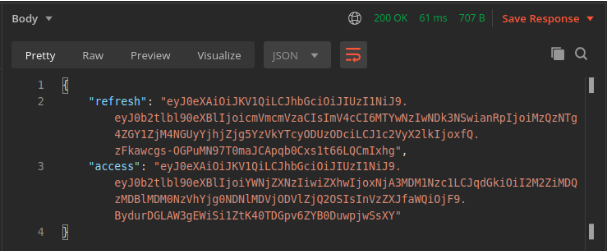 Body 200 OK 61 ms 707 B Save Response
Pretty Raw Preview Visualize JSON
1 {
2 "refresh": "eyJ0eXAiOiJKV1QiLCJhbGciOiJIUzI1NiJ9.
eyJ0b2tlbl90eXBlIjoicmVmcmVzaCIsImV4cCI6MTYwNzIwNDk3NSwianRpIjoiMzQzNTg
4ZGY1ZjM4NGUyYjhjZjg5YzVkYTcyODUzODciLCJ1c2VyX2lkIjoxfQ.
zFkawcgs-OGPuMN97T0maJCApqb0Cxs1t66LQCmIxhg",
3 "access": "eyJ0eXAiOiJKV1QiLCJhbGciOiJIUzI1NiJ9.
eyJ0b2tlbl90eXBlIjoiYWNjZXNzIiwiZXhwIjoxNjA3MDM1Nzc1LCJqdGkiOiI2M2ZiMDQ
zMDBlMDM0NzVhYjg0NDNlMDVjODVlZjQ2OSIsInVzZXJfaWQiOjF9.
BydurDGLAW3gEWiSi1ZtK40TDGpv6ZYB0DuwpjwSsXY"
4 }